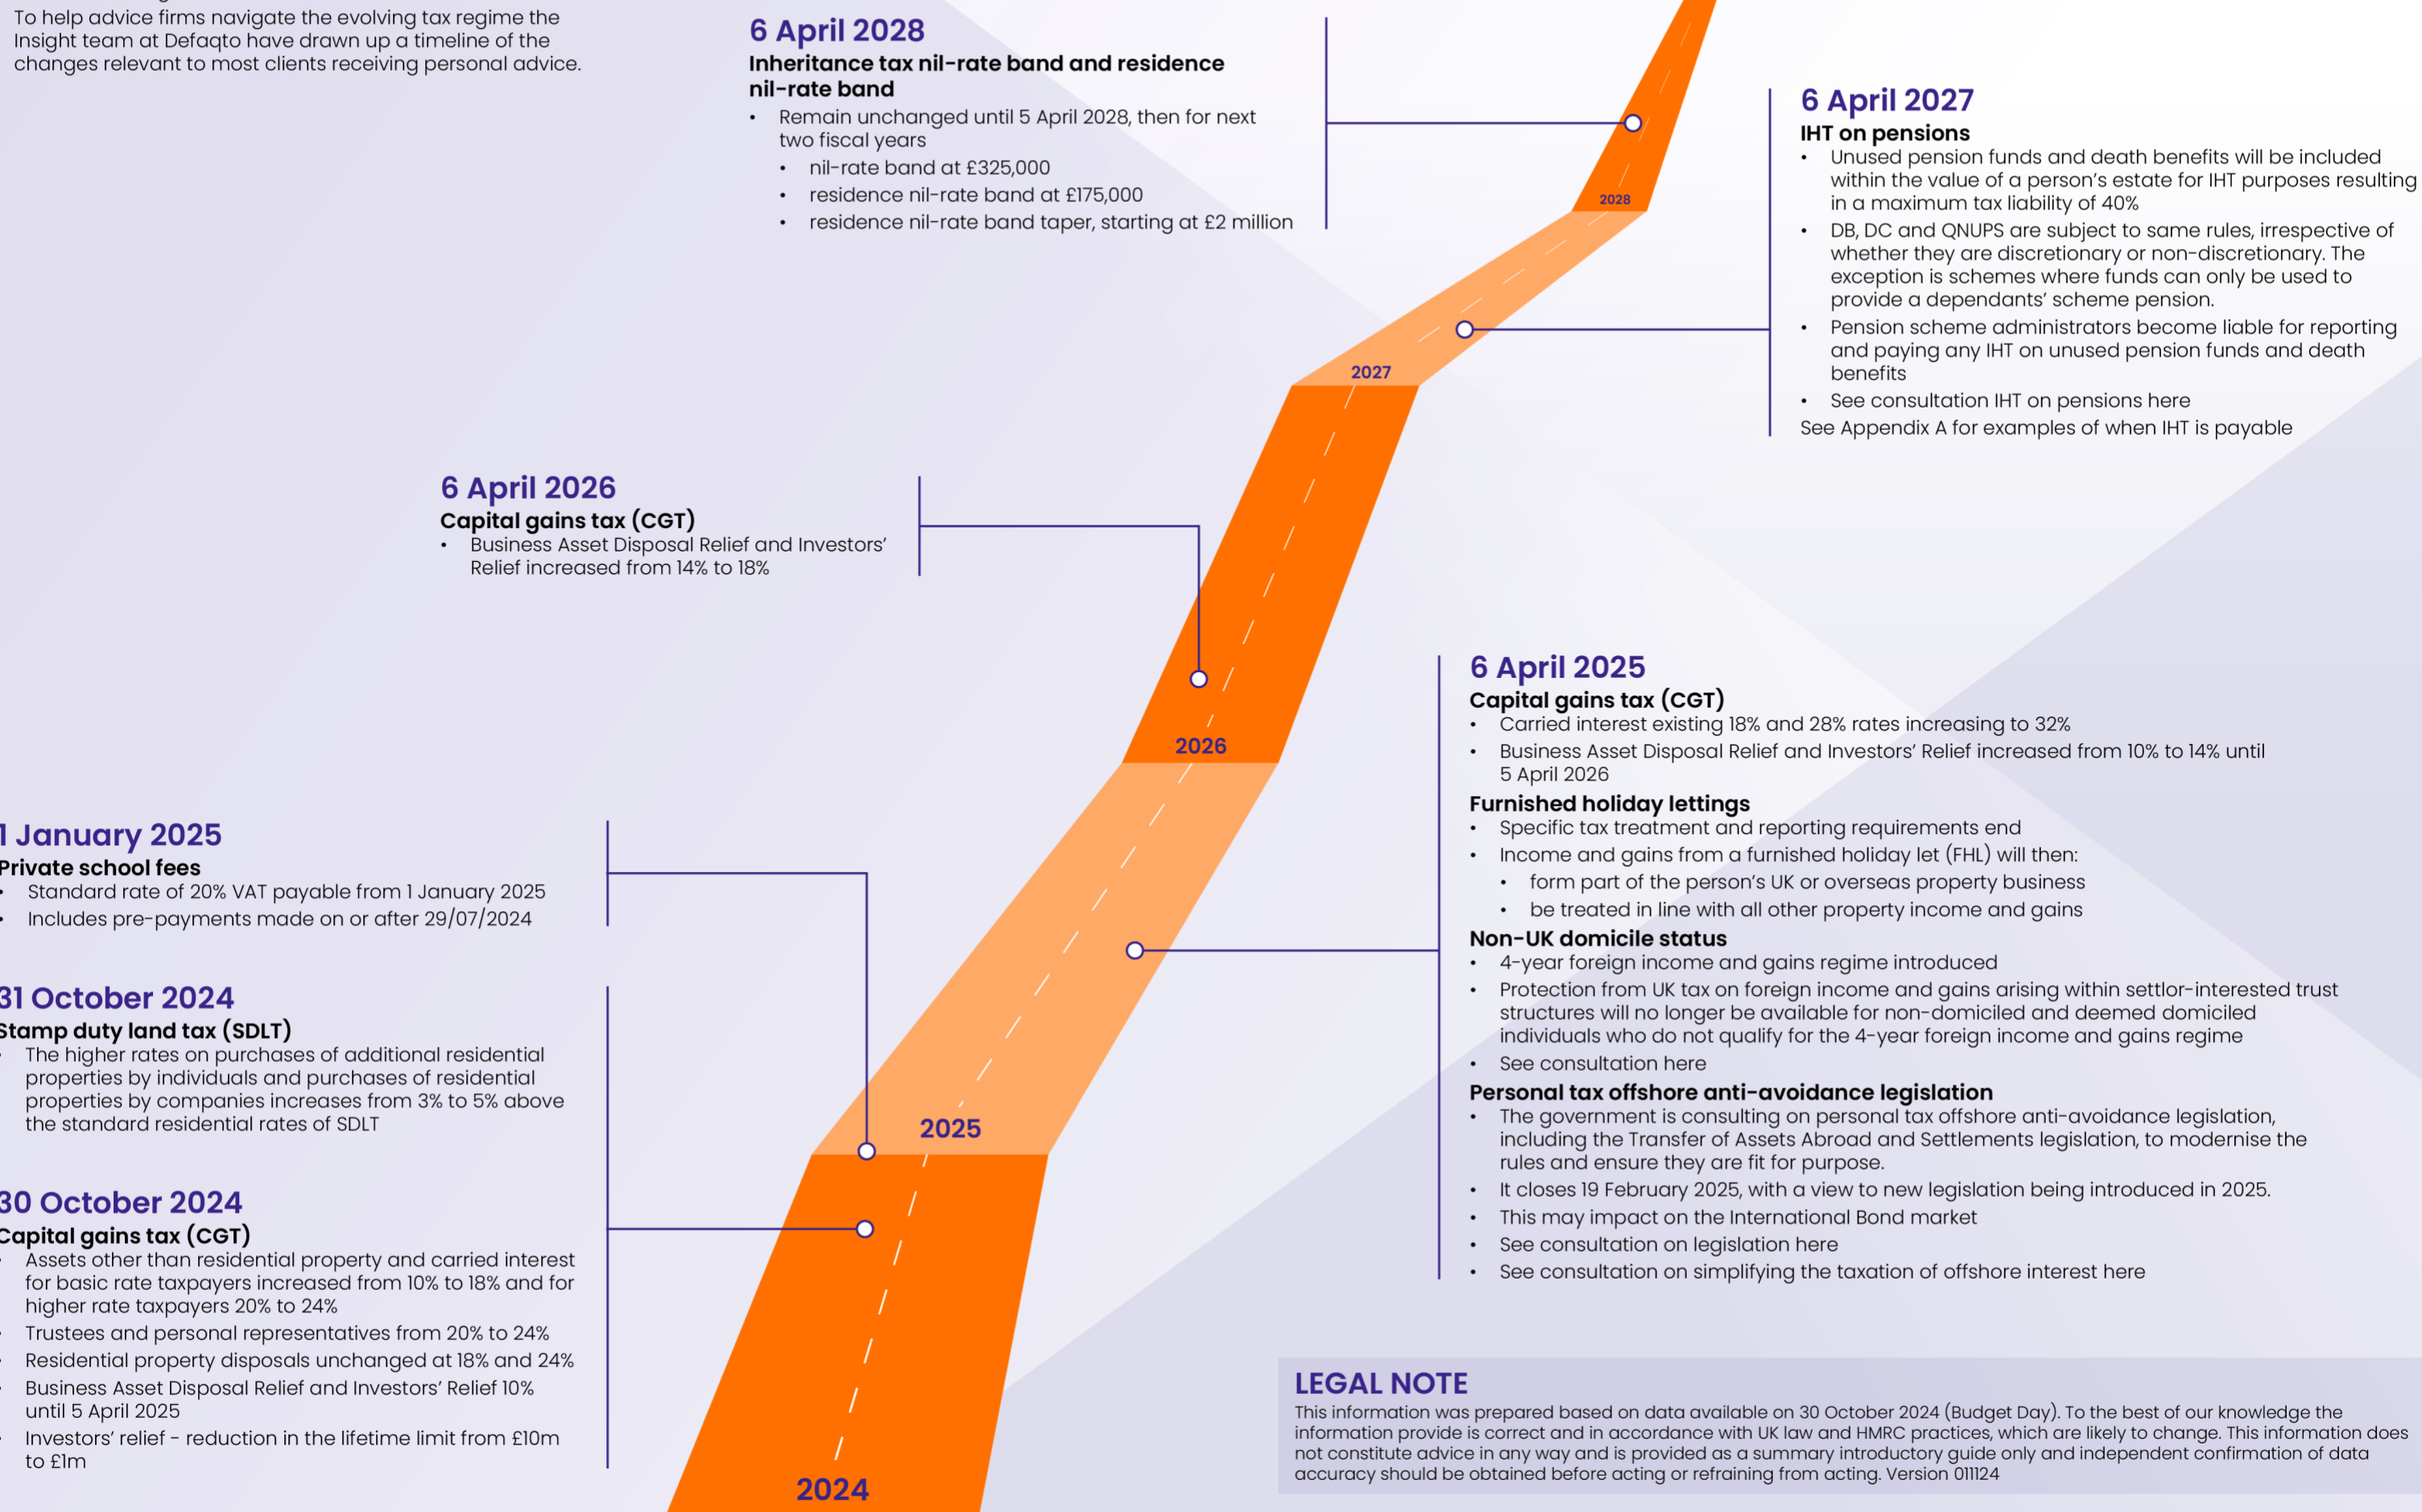 To help advice firms navigate the evolving tax regime the
Insight team at Defaqto have drawn up a timeline of the
changes relevant to most clients receiving personal advice.
6 April 2028
Inheritance tax nil-rate band and residence
nil-rate band
• Remain unchanged until 5 April 2028, then for next
two fiscal years
• nil-rate band at £325,000
• residence nil-rate band at £175,000
• residence nil-rate band taper, starting at £2 million
6 April 2027
IHT on pensions
• Unused pension funds and death benefits will be included
within the value of a person’s estate for IHT purposes resulting
in a maximum tax liability of 40%
• DB, DC and QNUPS are subject to same rules, irrespective of
whether they are discretionary or non-discretionary. The
exception is schemes where funds can only be used to
provide a dependants’ scheme pension.
• Pension scheme administrators become liable for reporting
and paying any IHT on unused pension funds and death
benefits
• See consultation IHT on pensions here
See Appendix A for examples of when IHT is payable
2028
2027
6 April 2026
Capital gains tax (CGT)
• Business Asset Disposal Relief and Investors’
Relief increased from 14% to 18%
2026
6 April 2025
Capital gains tax (CGT)
• Carried interest existing 18% and 28% rates increasing to 32%
• Business Asset Disposal Relief and Investors’ Relief increased from 10% to 14% until
5 April 2026
Furnished holiday lettings
• Specific tax treatment and reporting requirements end
• Income and gains from a furnished holiday let (FHL) will then:
• form part of the person’s UK or overseas property business
• be treated in line with all other property income and gains
Non-UK domicile status
• 4-year foreign income and gains regime introduced
• Protection from UK tax on foreign income and gains arising within settlor-interested trust
structures will no longer be available for non-domiciled and deemed domiciled
individuals who do not qualify for the 4-year foreign income and gains regime
• See consultation here
Personal tax offshore anti-avoidance legislation
• The government is consulting on personal tax offshore anti-avoidance legislation,
including the Transfer of Assets Abroad and Settlements legislation, to modernise the
rules and ensure they are fit for purpose.
• It closes 19 February 2025, with a view to new legislation being introduced in 2025.
• This may impact on the International Bond market
• See consultation on legislation here
• See consultation on simplifying the taxation of offshore interest here
1 January 2025
Private school fees
• Standard rate of 20% VAT payable from 1 January 2025
• Includes pre-payments made on or after 29/07/2024
31 October 2024
Stamp duty land tax (SDLT)
• The higher rates on purchases of additional residential
properties by individuals and purchases of residential
properties by companies increases from 3% to 5% above
the standard residential rates of SDLT
2025
30 October 2024
Capital gains tax (CGT)
• Assets other than residential property and carried interest
for basic rate taxpayers increased from 10% to 18% and for
higher rate taxpayers 20% to 24%
• Trustees and personal representatives from 20% to 24%
• Residential property disposals unchanged at 18% and 24%
• Business Asset Disposal Relief and Investors’ Relief 10%
until 5 April 2025
• Investors’ relief - reduction in the lifetime limit from £10m
to £1m
2024
LEGAL NOTE
This information was prepared based on data available on 30 October 2024 (Budget Day). To the best of our knowledge the
information provide is correct and in accordance with UK law and HMRC practices, which are likely to change. This information does
not constitute advice in any way and is provided as a summary introductory guide only and independent confirmation of data
accuracy should be obtained before acting or refraining from acting. Version 011124